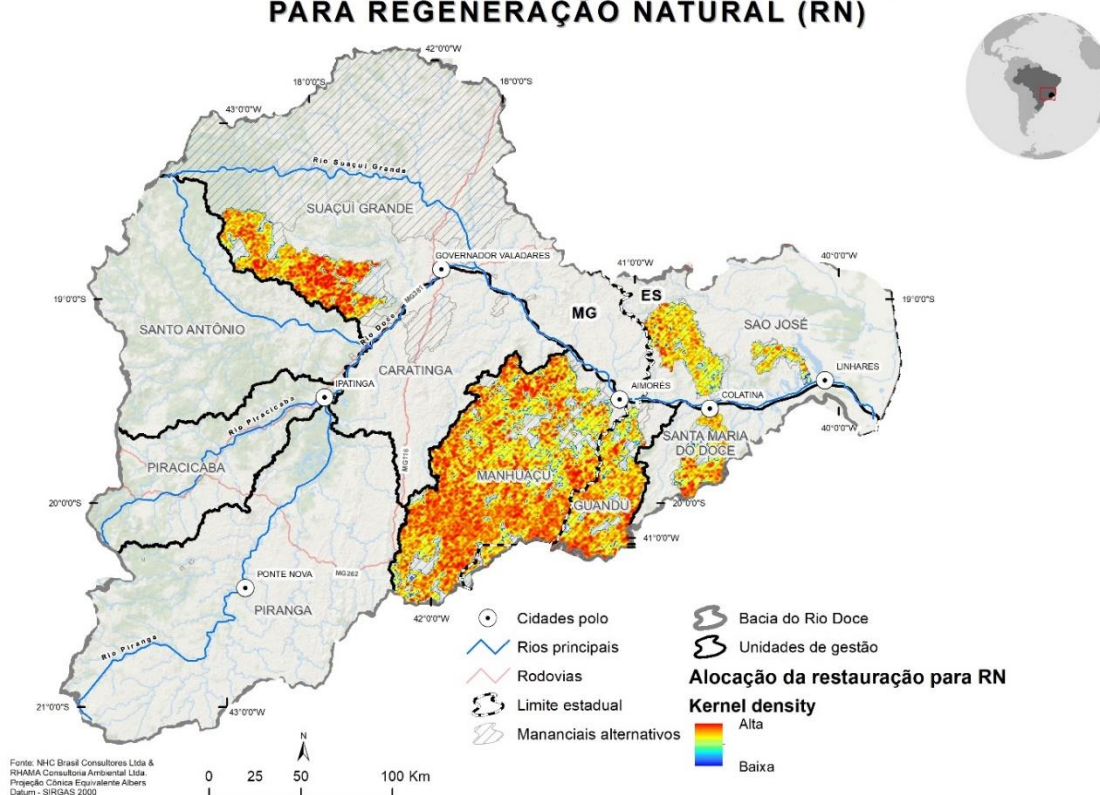 PARA REGENERAÇÃO NATURAL (RN)
42°0'0"W
18°0'0"S
18°0'0"S
43°0'0"W
Rio Suaçuí Grande
SUAÇUÍ GRANDE
GOVERNADOR VALADARES
41°0'0"W
40°0'0"W
19°0'0"S
19°0'0"S
MG381
ES
MG
SAO JOSÉ
SANTO ANTÔNIO
Rio Doce
CARATINGA
LINHARES
IPATINGA
AIMORÉS
COLATINA
Rio Piracicaba
40°0'0"W
SANTA MARIA
DO DOCE
PIRACICABA
MG116
MANHUAÇU
GUANDU
20°0'0"S
20°0'0"S
41°0'0"W
PONTE NOVA
MG262
PIRANGA
42°0'0"W
Rio Piranga
21°0'0"S
43°0'0"W
Cidades polo
Rios principais
Rodovias
Limite estadual
Mananciais alternativos
Bacia do Rio Doce
Unidades de gestão
Alocação da restauração para RN
Kernel density
Alta
Baixa
N
0 25 50 100 Km
Fonte: NHC Brasil Consultores Ltda &
RHAMA Consultoria Ambiental Ltda.
Projeção Cônica Equivalente Albers
Datum - SIRGAS 2000